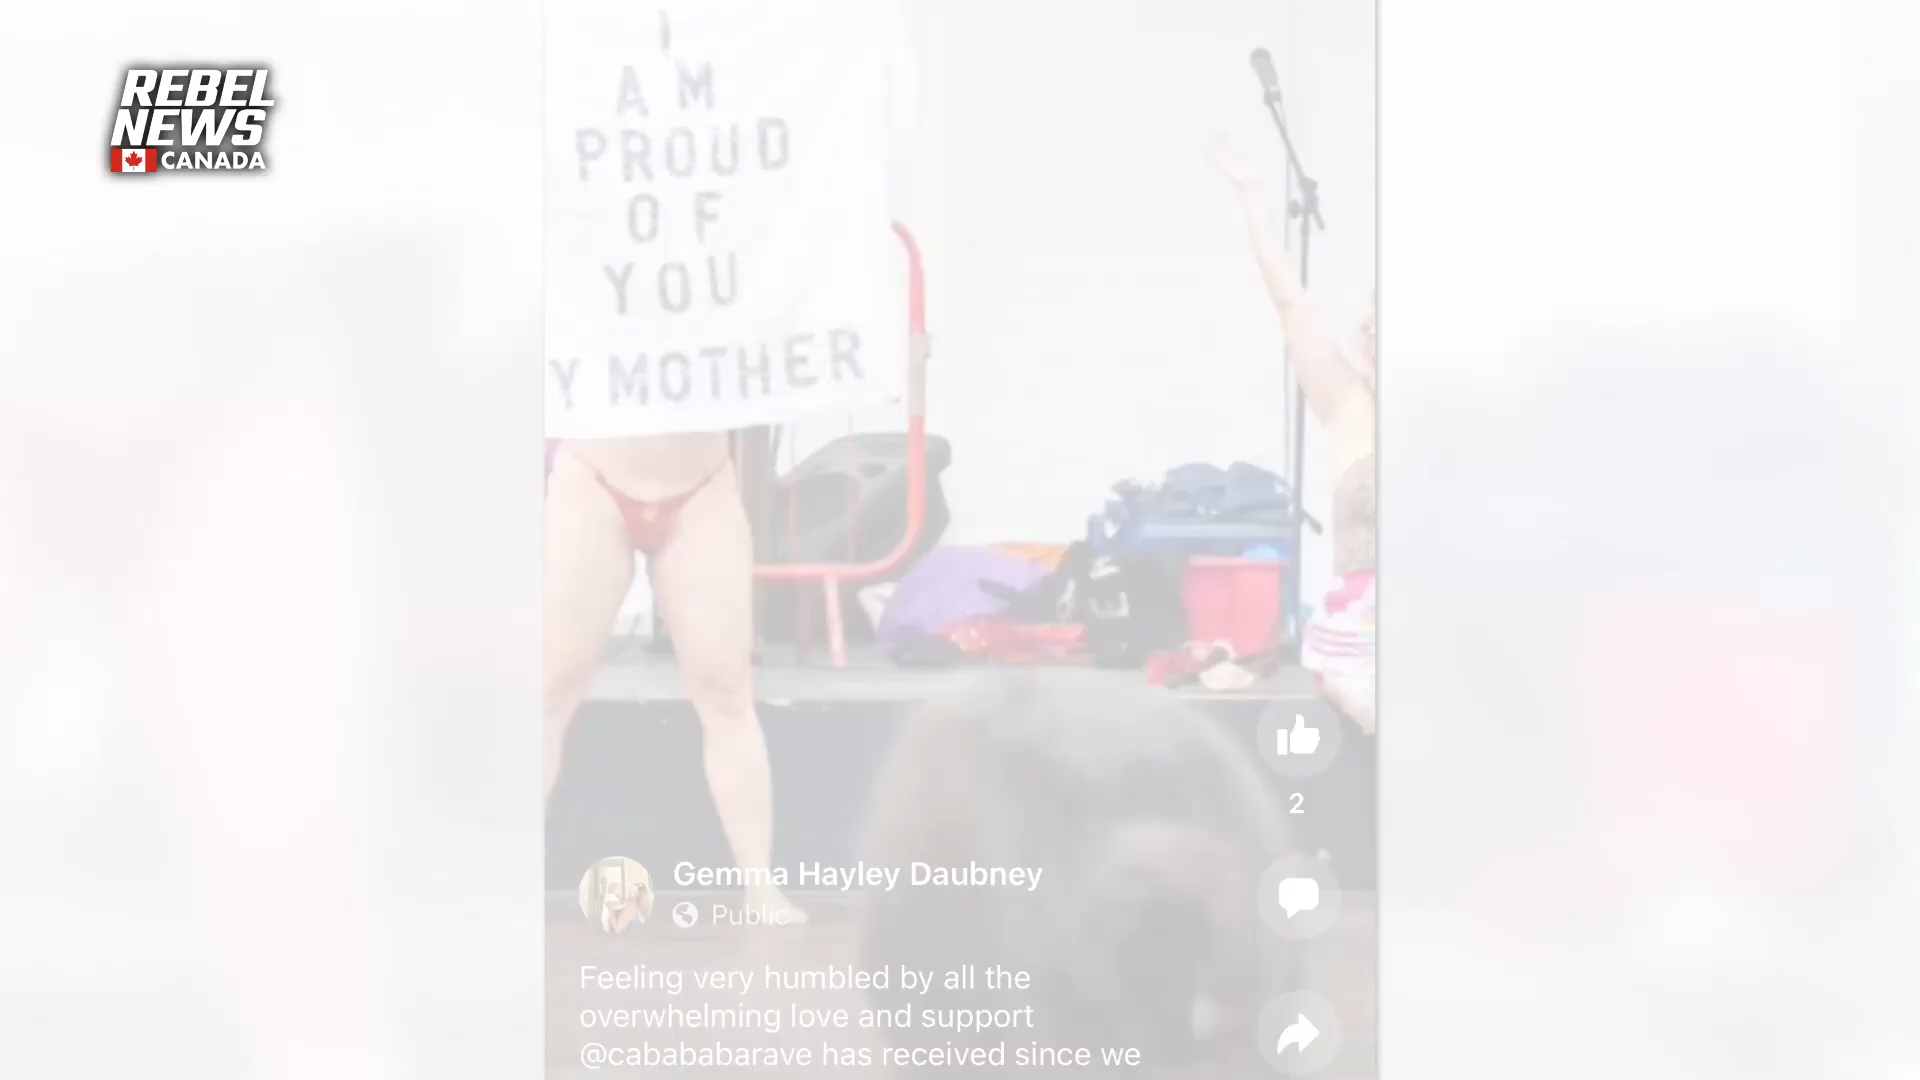 REBEL
NEWS
CANADA
I
AM
PROUD
OF
YOU
Y MOTHER
2
Gemma Hayley Daubney
Public
Feeling very humbled by all the
overwhelming love and support
@cabababarave has received since we